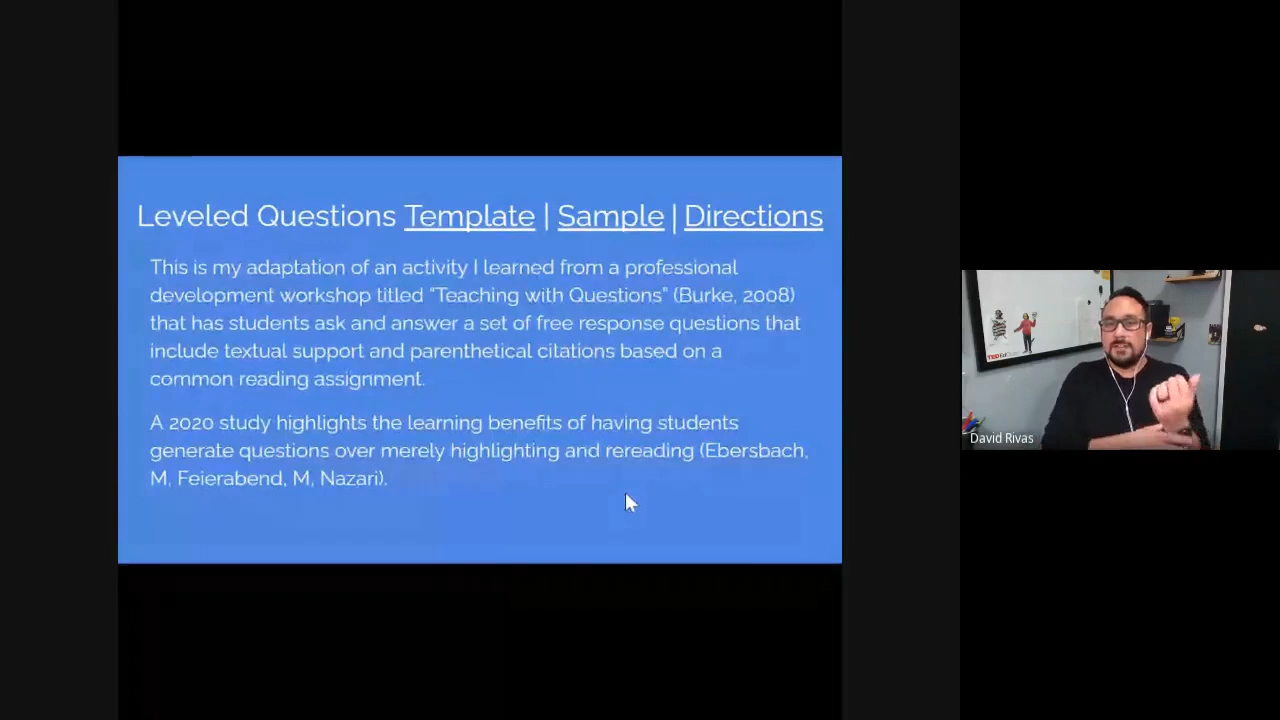 Leveled Questions Template | Sample | Directions
This is my adaptation of an activity I learned from a professional
development workshop titled “Teaching with Questions” (Burke, 2008)
that has students ask and answer a set of free response questions that
include textual support and parenthetical citations based on a
common reading assignment.
A 2020 study highlights the learning benefits of having students
generate questions over merely highlighting and rereading (Ebersbach,
M, Feierabend, M, Nazari).
TEDEd
David Rivas